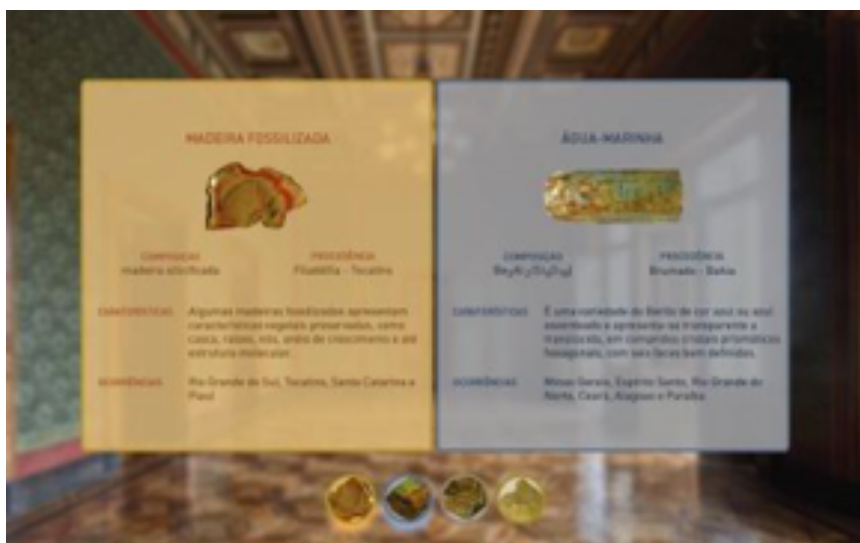 MADEIRA FOSSILIZADA
COMPOSIÇÃO
madeira silicificada
PROCEDÊNCIA
Filadélfia - Tocantins
CARACTERÍSTICAS
Algumas madeiras fossilizadas apresentam
características vegetais preservadas, como
casca, raízes, nós, anéis de crescimento e até
estrutura molecular.
OCORRÊNCIAS
Rio Grande do Sul, Tocantins, Santa Catarina e
Piauí
ÁGUA-MARINHA
COMPOSIÇÃO
PROCEDÊNCIA
Brumado - Bahia
CARACTERÍSTICAS
É uma variedade do Berilo de cor azul ou azul
esverdeado e apresenta-se transparente a
translúcido, em compridos cristais prismáticos
hexagonais, com seis faces bem definidas.
OCORRÊNCIAS
Minas Gerais, Espírito Santo, Rio Grande do
Norte, Ceará, Alagoas e Paraíba